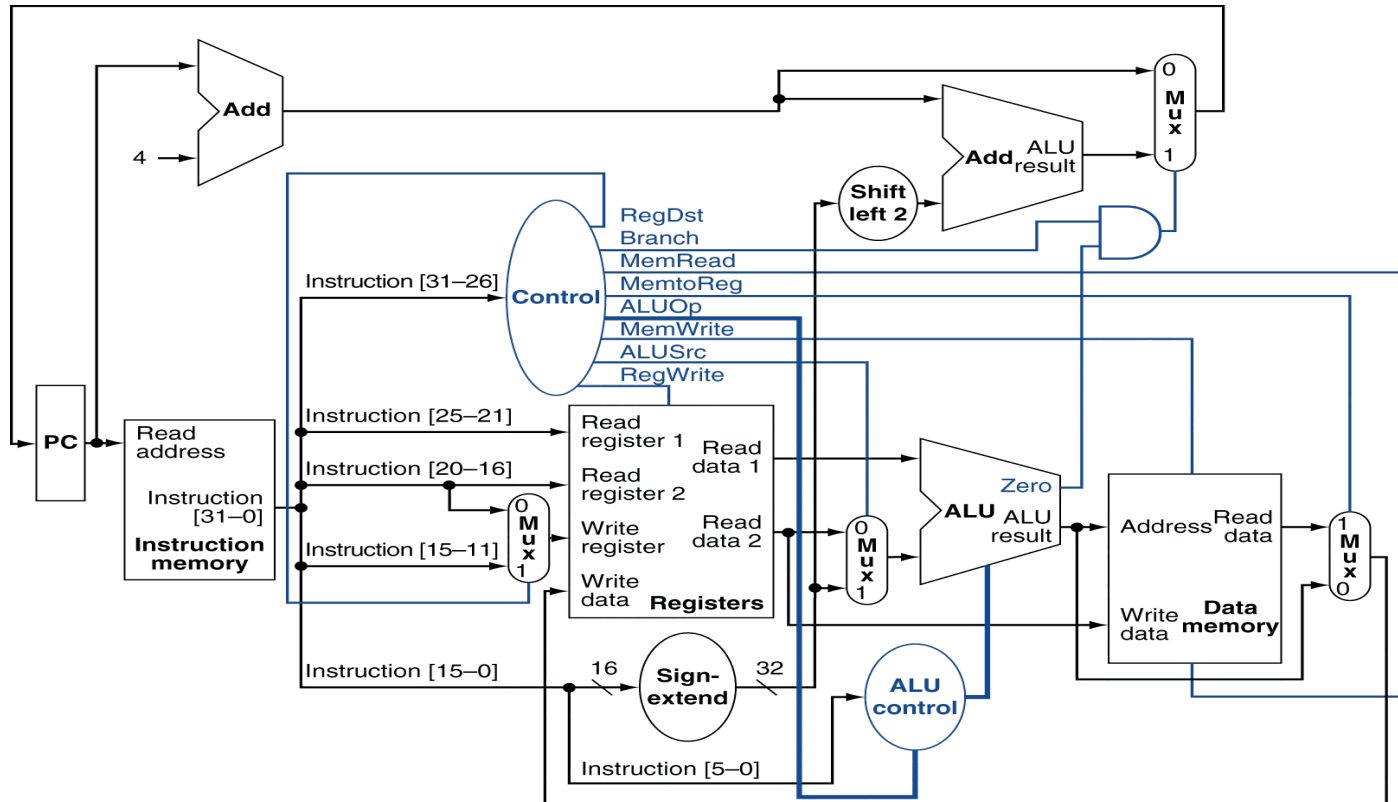 Add
4
0
Mux
1
Add
ALU
result
Shift
left 2
RegDst
Branch
MemRead
MemtoReg
ALUOp
MemWrite
ALUSrc
RegWrite
Instruction [31–26]
Control
PC
Read
address
Instruction
[31–0]
Instruction
memory
Instruction [25–21]
Instruction [20–16]
Instruction [15–11]
0
Mux
1
Read
register 1
Read
register 2
Write
register
Write
data
Read
data 1
Read
data 2
Registers
0
Mux
1
Zero
ALU
ALU
result
Address
Read
data
Write
data
Data
memory
1
Mux
0
Instruction [15–0]
16
Sign-
extend
32
ALU
control
Instruction [5–0]